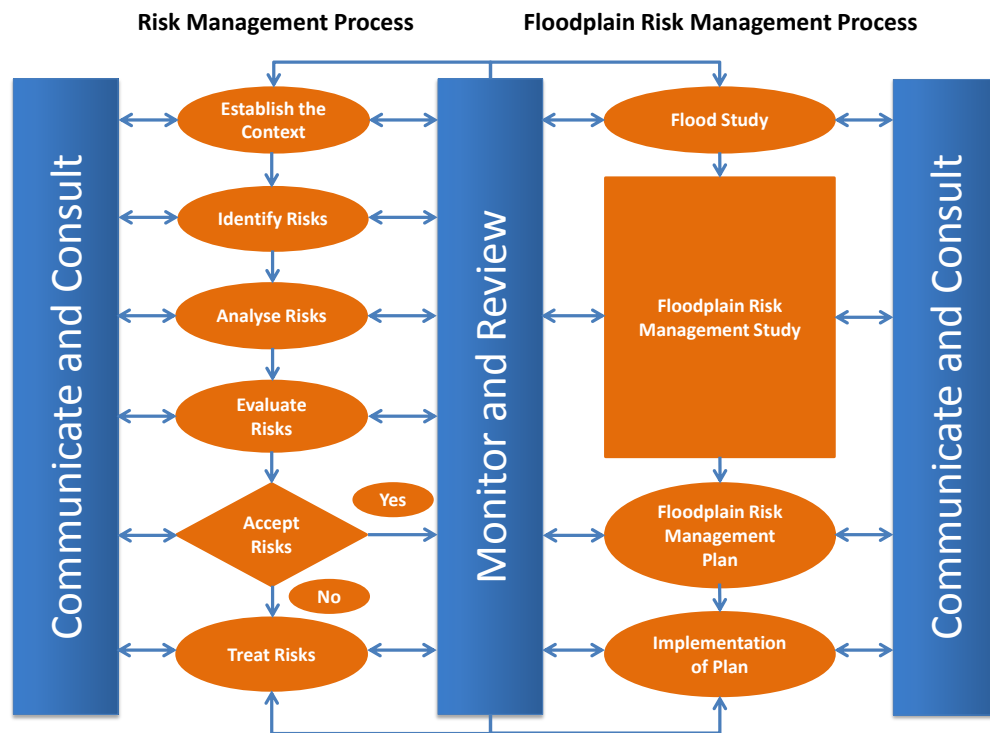 Risk Management Process
Floodplain Risk Management Process
Communicate and Consult
Establish the
Context
Identify Risks
Analyse Risks
Evaluate
Risks
Yes
Accept
Risks
No
Treat Risks
Monitor and Review
Flood Study
Floodplain Risk
Management Study
Floodplain Risk
Management
Plan
Implementation
of Plan
Communicate and Consult